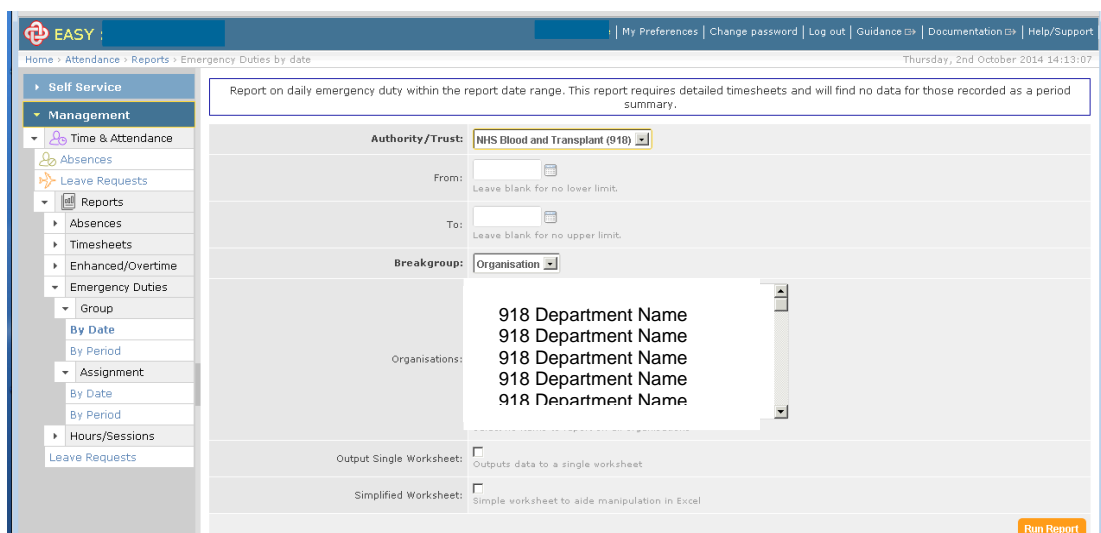 EASY :
| My Preferences | Change password | Log out | Guidance | Documentation | Help/Support
Home › Attendance › Reports › Emergency Duties by date
Thursday, 2nd October 2014 14:13:07
Self Service
Management
Time & Attendance
Absences
Leave Requests
Reports
Absences
Timesheets
Enhanced/Overtime
Emergency Duties
Group
By Date
By Period
Assignment
By Date
By Period
Hours/Sessions
Leave Requests
Report on daily emergency duty within the report date range. This report requires detailed timesheets and will find no data for those recorded as a period
summary.
Authority/Trust: NHS Blood and Transplant (918)
From:
Leave blank for no lower limit.
To:
Leave blank for no upper limit.
Breakgroup: Organisation
Organisations:
918 Department Name
918 Department Name
918 Department Name
918 Department Name
918 Department Name
Output Single Worksheet:
Outputs data to a single worksheet
Simplified Worksheet:
Simple worksheet to aide manipulation in Excel
Run Report